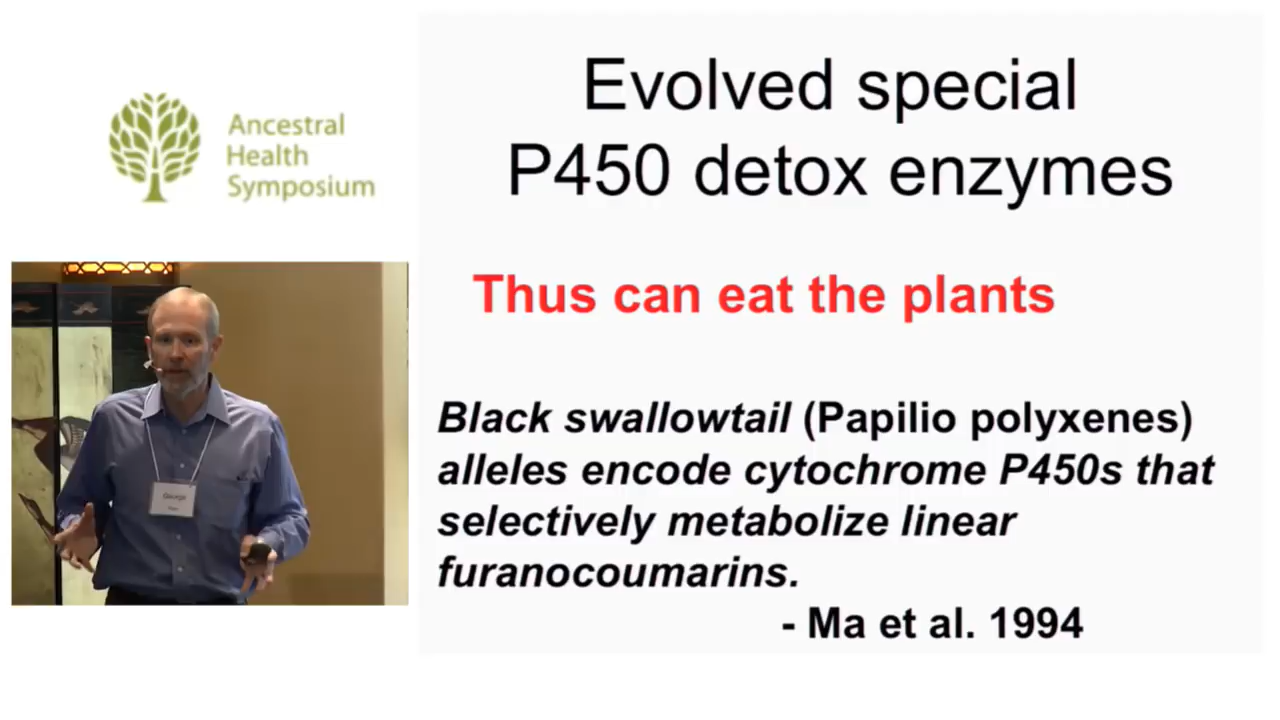 Ancestral
Health
Symposium
Evolved special
P450 detox enzymes
Thus can eat the plants
Black swallowtail (Papilio polyxenes)
alleles encode cytochrome P450s that
selectively metabolize linear
furanocoumarins.
- Ma et al. 1994
George